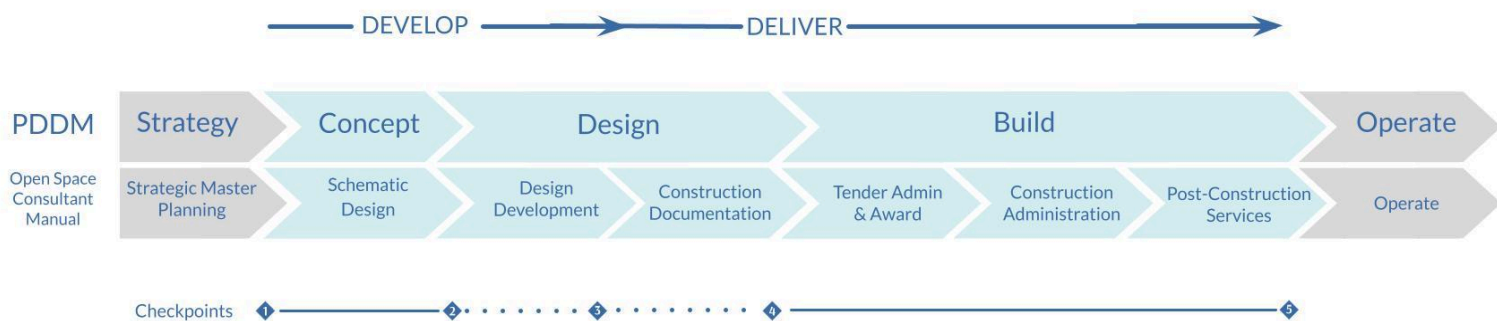 DEVELOP DELIVER
PDDM Strategy Concept Design Build Operate
Open Space
Consultant
Manual
Strategic Master
Planning
Schematic
Design
Design
Development
Construction
Documentation
Tender Admin
& Award
Construction
Administration
Post-Construction
Services
Operate
Checkpoints 1 2 3 4 5